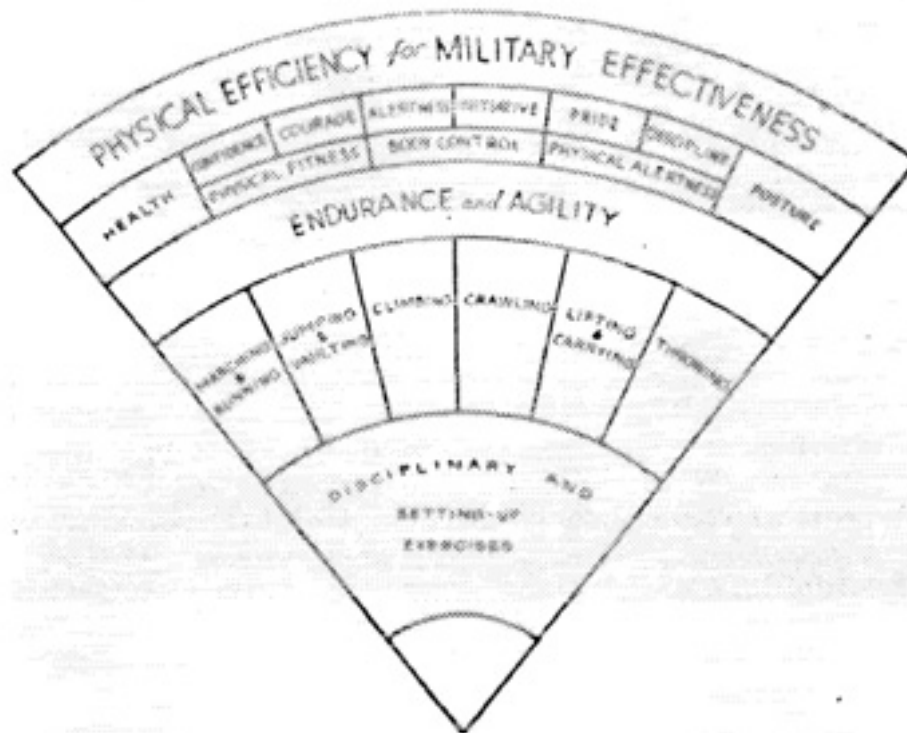 PHYSICAL EFFICIENCY for MILITARY EFFECTIVENESS
CONFIDENCE COURAGE ALERTNESS INITIATIVE PRIDE DISCIPLINE
HEALTH PHYSICAL FITNESS BODY CONTROL PHYSICAL ALERTNESS POSTURE
ENDURANCE and AGILITY
MARCHING & RUNNING
JUMPING & VAULTING
CLIMBING
CRAWLING
LIFTING & CARRYING
THROWING
DISCIPLINARY AND
SETTING-UP
EXERCISES